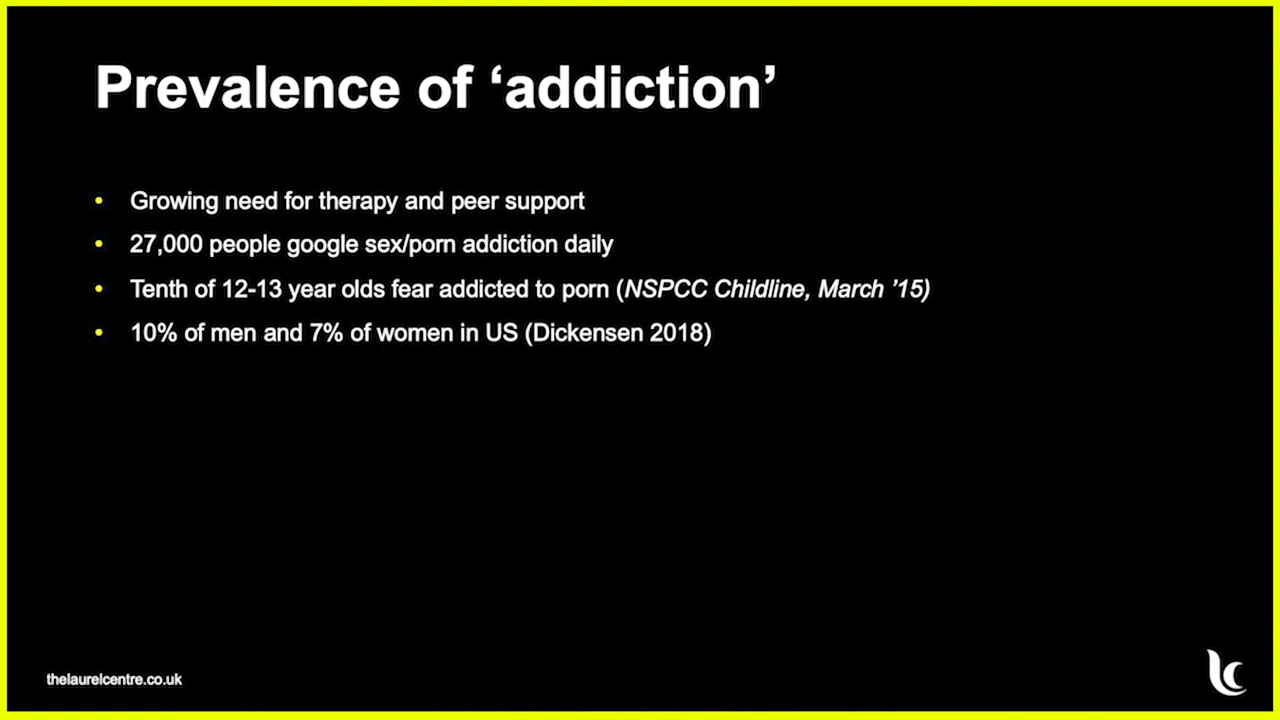 Prevalence of ‘addiction’
• Growing need for therapy and peer support
• 27,000 people google sex/porn addiction daily
• Tenth of 12-13 year olds fear addicted to porn (NSPCC Childline, March ’15)
• 10% of men and 7% of women in US (Dickensen 2018)
thelaurelcentre.co.uk
lc